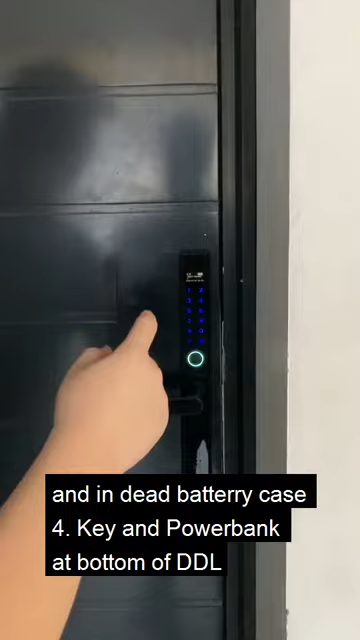 and in dead batterry case
4. Key and Powerbank
at bottom of DDL